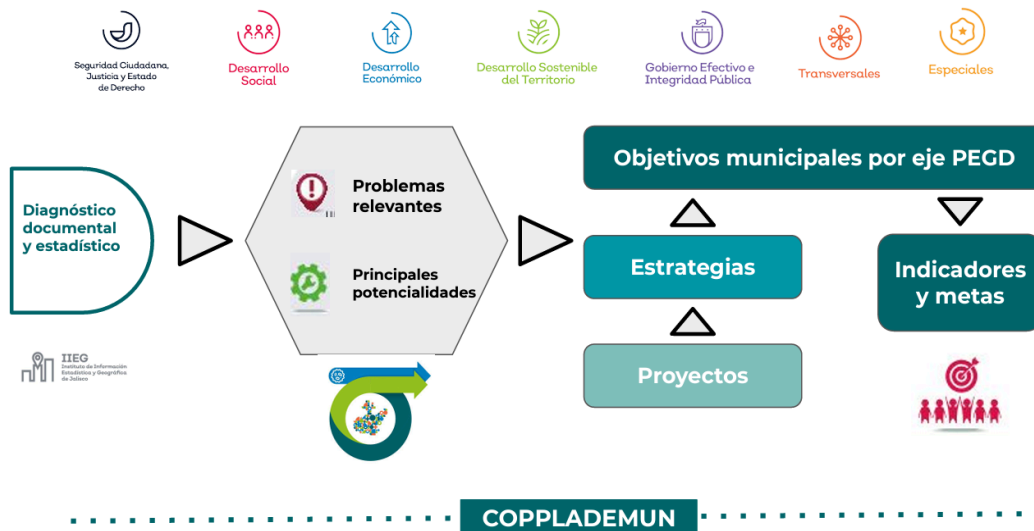 Seguridad Ciudadana,
Justicia y Estado
de Derecho
Desarrollo
Social
Desarrollo
Económico
Desarrollo Sostenible
del Territorio
Gobierno Efectivo e
Integridad Pública
Transversales
Especiales
Diagnóstico
documental
y estadístico
Problemas
relevantes
Principales
potencialidades
Objetivos municipales por eje PEGD
Estrategias
Proyectos
Indicadores
y metas
IIEG
Instituto de Información
Estadística y Geográfica
de Jalisco
COPPLADEMUN